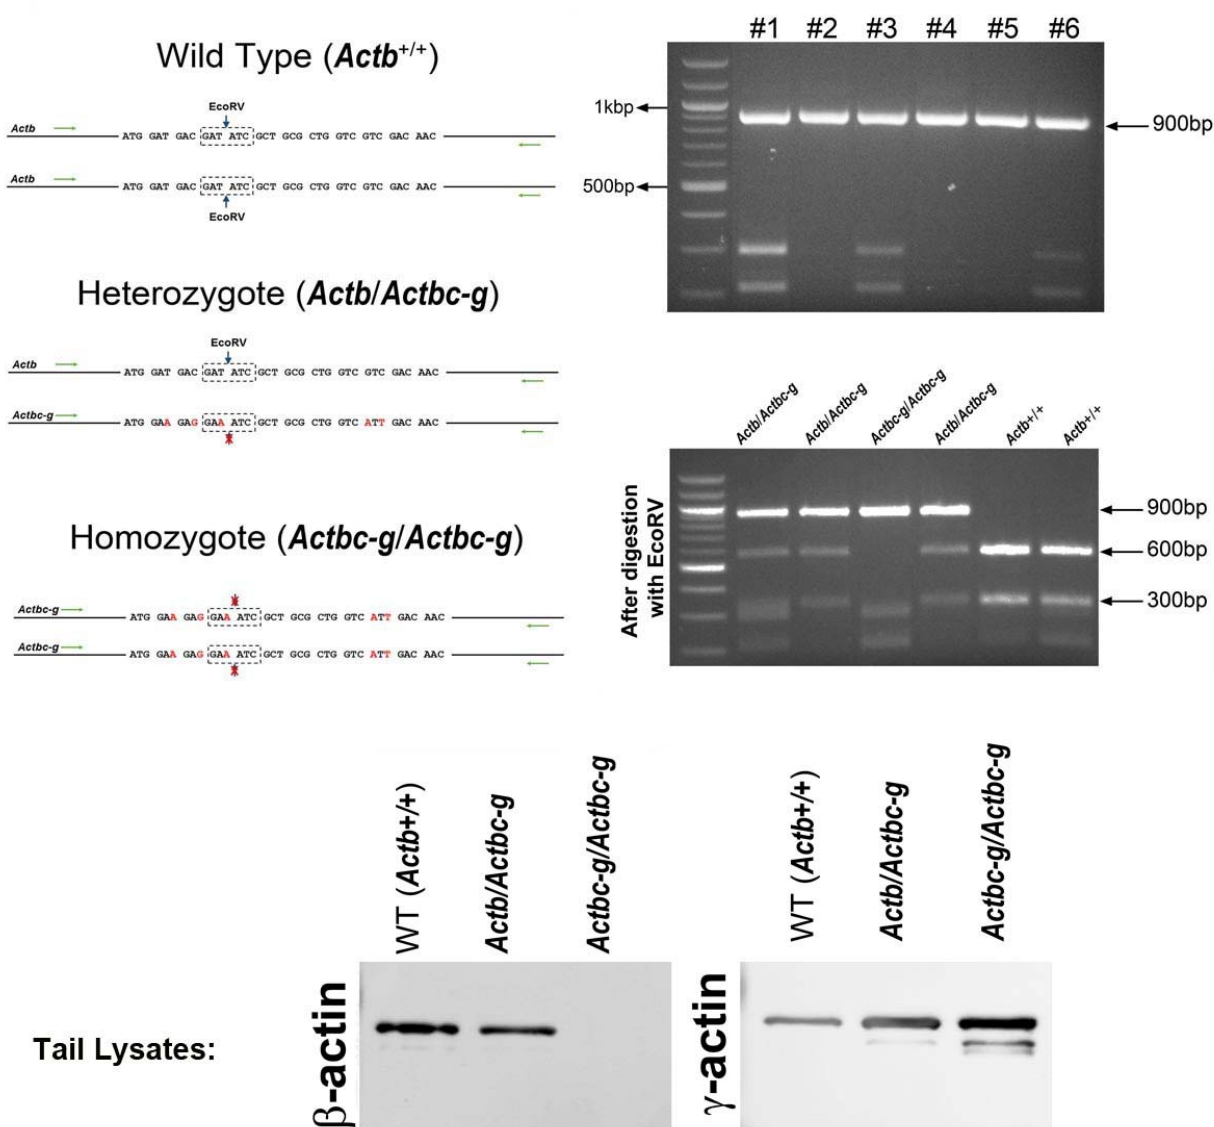 Wild Type (Actb+/+)
EcoRV
Actb
ATG GAT GAC GAT ATC GCT GCG CTG GTC GTC GAC AAC
Actb
ATG GAT GAC GAT ATC GCT GCG CTG GTC GTC GAC AAC
EcoRV
Heterozygote (Actb/Actbc-g)
EcoRV
Actb
ATG GAT GAC GAT ATC GCT GCG CTG GTC GTC GAC AAC
Actbc-g
ATG GAA GAG GAA ATC GCT GCG CTG GTC ATT GAC AAC
Homozygote (Actbc-g/Actbc-g)
Actbc-g
ATG GAA GAG GAA ATC GCT GCG CTG GTC ATT GAC AAC
Actbc-g
ATG GAA GAG GAA ATC GCT GCG CTG GTC ATT GAC AAC
#1 #2 #3 #4 #5 #6
1kbp
900bp
500bp
Actb/Actbc-g
Actb/Actbc-g
Actbc-g/Actbc-g
Actb/Actbc-g
Actb+/+
Actb+/+
After digestion
with EcoRV
900bp
600bp
300bp
Tail Lysates:
WT (Actb+/+)
Actb/Actbc-g
Actbc-g/Actbc-g
β-actin
WT (Actb+/+)
Actb/Actbc-g
Actbc-g/Actbc-g
γ-actin